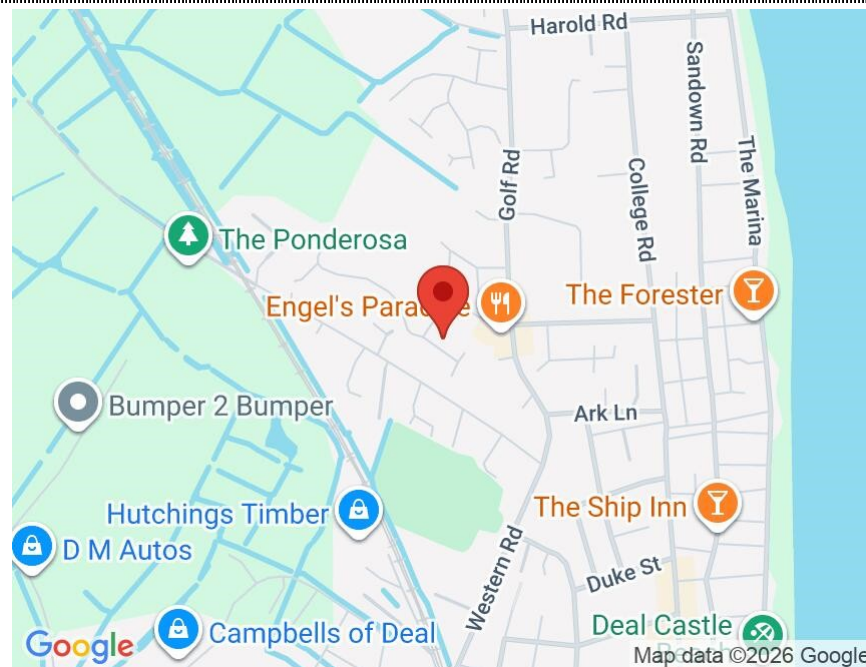 Harold Rd
Sandown Rd
The Marina
Golf Rd
College Rd
The Ponderosa
Engel's
The Forester
Bumper 2 Bumper
Ark Ln
Hutchings Timber
The Ship Inn
D M Autos
Western Rd
Duke St
Campbells of Deal
Deal Castle
Google
Map data ©2026 Google